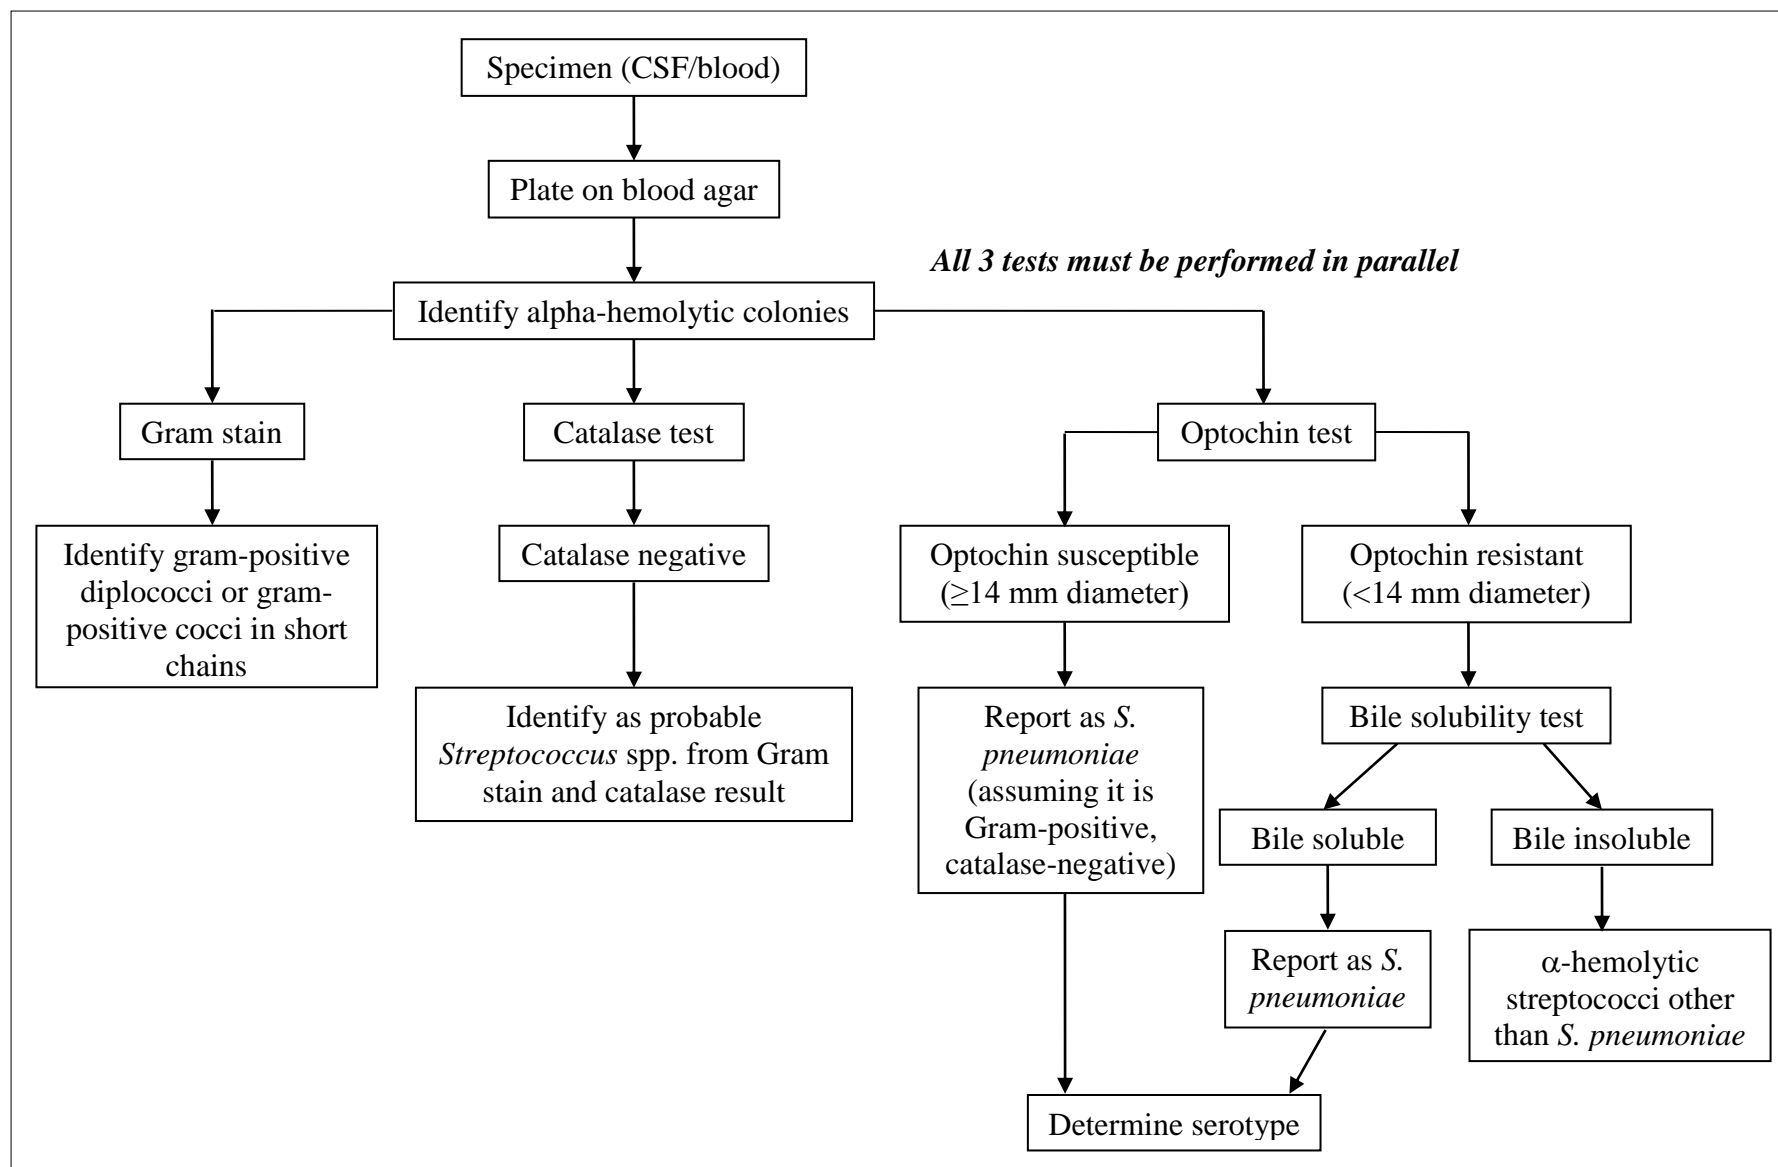 Specimen (CSF/blood)
Plate on blood agar
All 3 tests must be performed in parallel
Identify alpha-hemolytic colonies
Gram stain
Catalase test
Optochin test
Identify gram-positive
diplococci or gram-
positive cocci in short
chains
Catalase negative
Optochin susceptible
(≥14 mm diameter)
Optochin resistant
(<14 mm diameter)
Identify as probable
Streptococcus spp. from Gram
stain and catalase result
Report as S.
pneumoniae
(assuming it is
Gram-positive,
catalase-negative)
Bile solubility test
Bile soluble
Bile insoluble
Report as S.
pneumoniae
α-hemolytic
streptococci other
than S. pneumoniae
Determine serotype